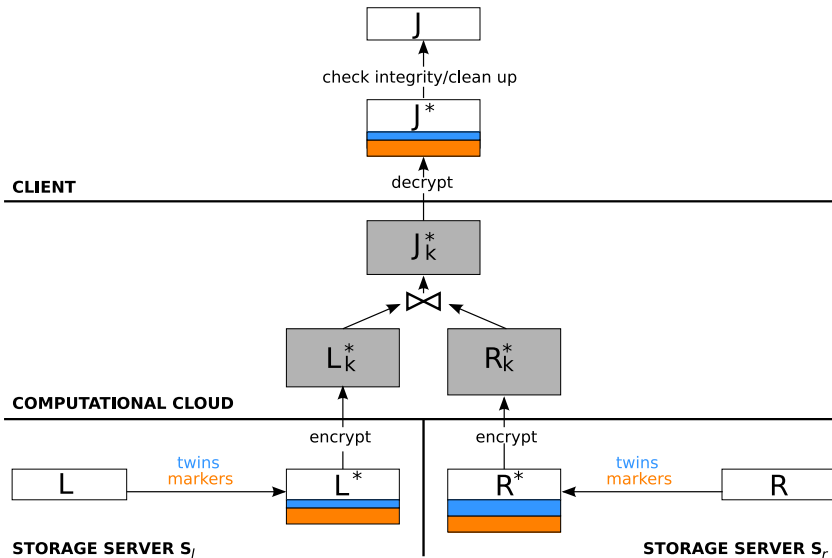 J
check integrity/clean up
J*
decrypt
CLIENT
J*k
L*k
R*k
COMPUTATIONAL CLOUD
encrypt
encrypt
L
twins
markers
L*
R*
twins
markers
R
STORAGE SERVER Sl
STORAGE SERVER Sr